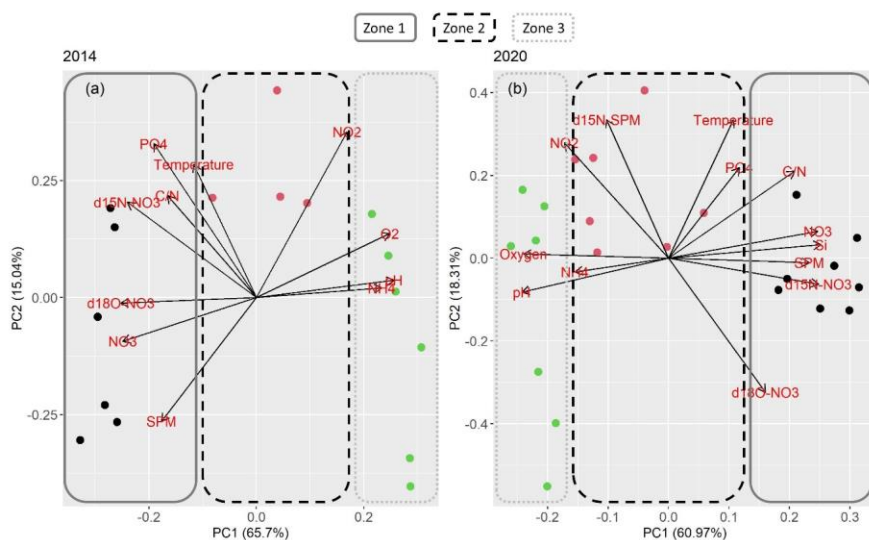 Zone 1 Zone 2 Zone 3
2014
(a)
PO4
NO2
Temperature
C/N
d15N-NO3
O2
pH
NH4
d18O-NO3
NO3
SPM
0.25
0.00
-0.25
-0.2 0.0 0.2
PC1 (65.7%)
PC2 (15.04%)
2020
(b)
d15N-SPM
Temperature
NO2
PO4
C/N
NO3
Si
Oxygen
SPM
NH4
d15N-NO3
pH
d18O-NO3
0.4
0.2
0.0
-0.2
-0.4
-0.2 -0.1 0.0 0.1 0.2 0.3
PC1 (60.97%)
PC2 (18.31%)